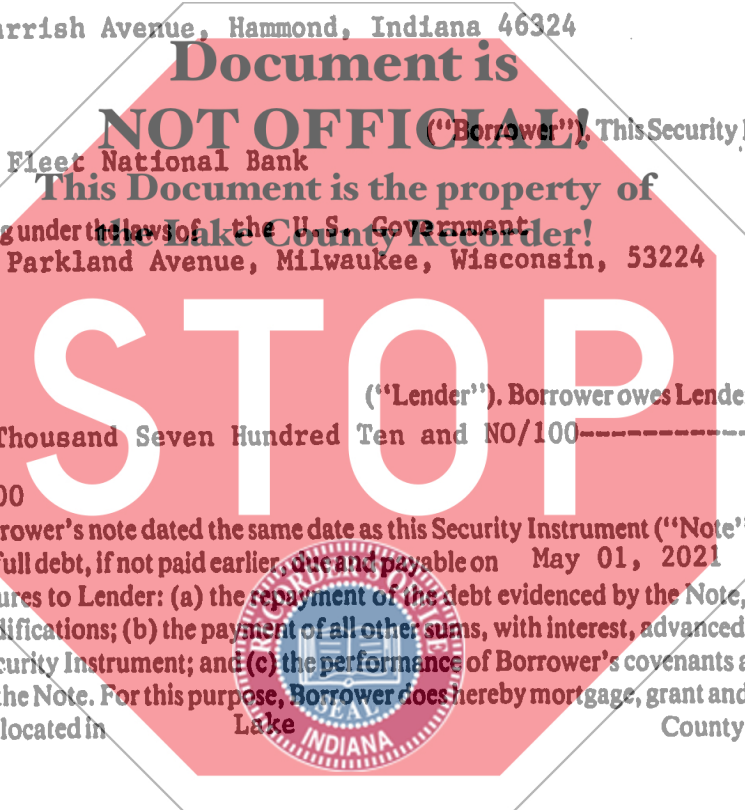 arrish Avenue, Hammond, Indiana 46324
Document is
NOT OFFICIAL!
("Borrower"). This Security
Fleet National Bank
This Document is the property of
g under the laws of the U.S. Government
the Lake County Recorder!
Parkland Avenue, Milwaukee, Wisconsin, 53224
STOP
("Lender"). Borrower owes Lende
Thousand Seven Hundred Ten and NO/100-------------
00
rower's note dated the same date as this Security Instrument ("Note"
full debt, if not paid earlier, due and payable on May 01, 2021
ures to Lender: (a) the repayment of the debt evidenced by the Note,
difications; (b) the payment of all other sums, with interest, advanced
curity Instrument; and (c) the performance of Borrower's covenants a
the Note. For this purpose, Borrower does hereby mortgage, grant and
located in Lake County
SEAL
INDIANA